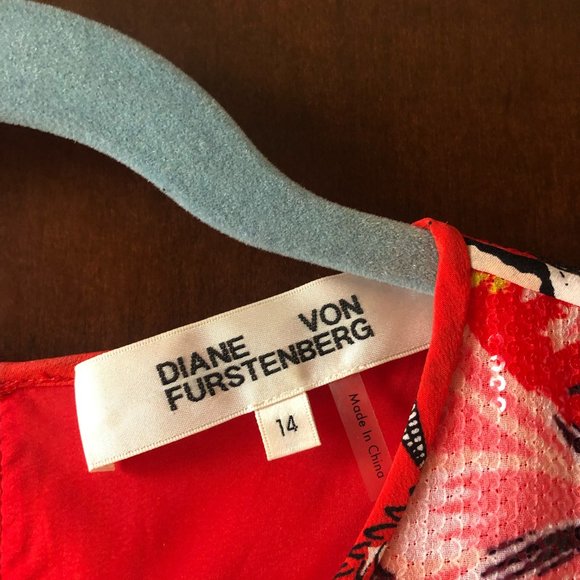 DIANE VON
FURSTENBERG
14
Made In China